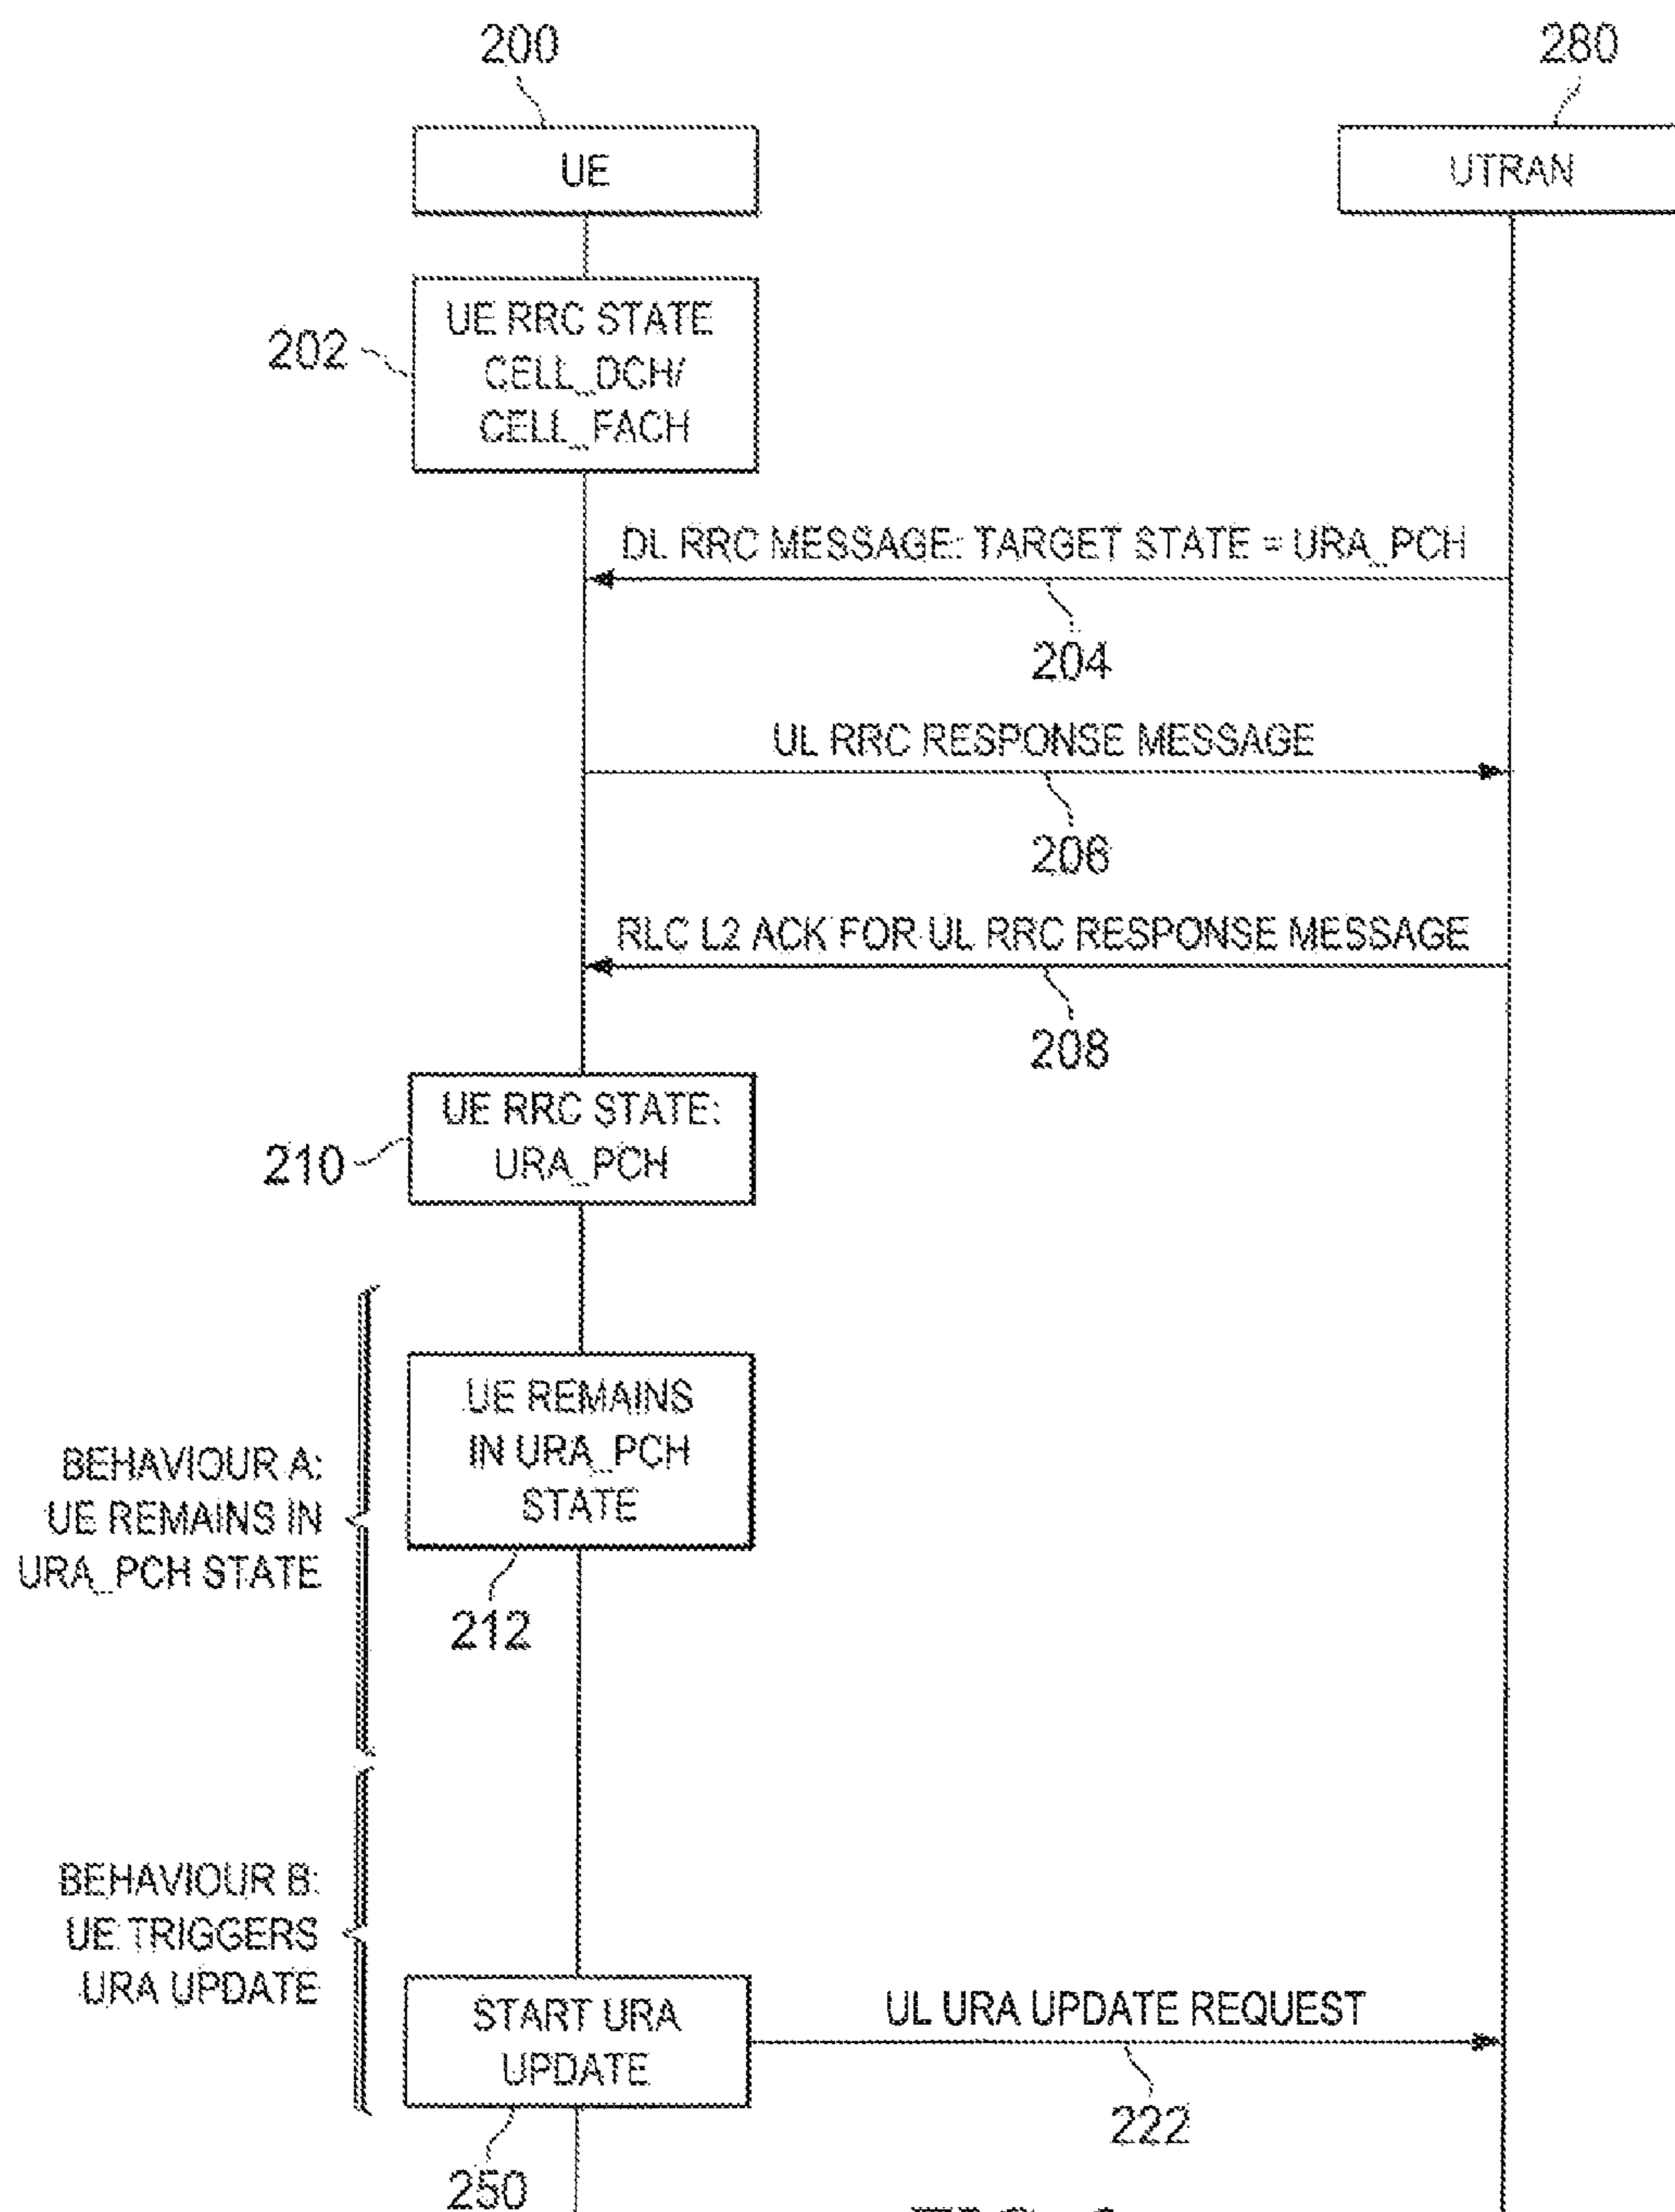 200
280
UE
UTRAN
202
UE RRC STATE
CELL_DCH/
CELL_FACH
DL RRC MESSAGE: TARGET STATE = URA_PCH
204
UL RRC RESPONSE MESSAGE
206
RLC L2 ACK FOR UL RRC RESPONSE MESSAGE
208
210
UE RRC STATE:
URA_PCH
BEHAVIOUR A:
UE REMAINS IN
URA_PCH STATE
UE REMAINS
IN URA_PCH
STATE
212
BEHAVIOUR B:
UE TRIGGERS
URA UPDATE
START URA
UPDATE
UL URA UPDATE REQUEST
222
250